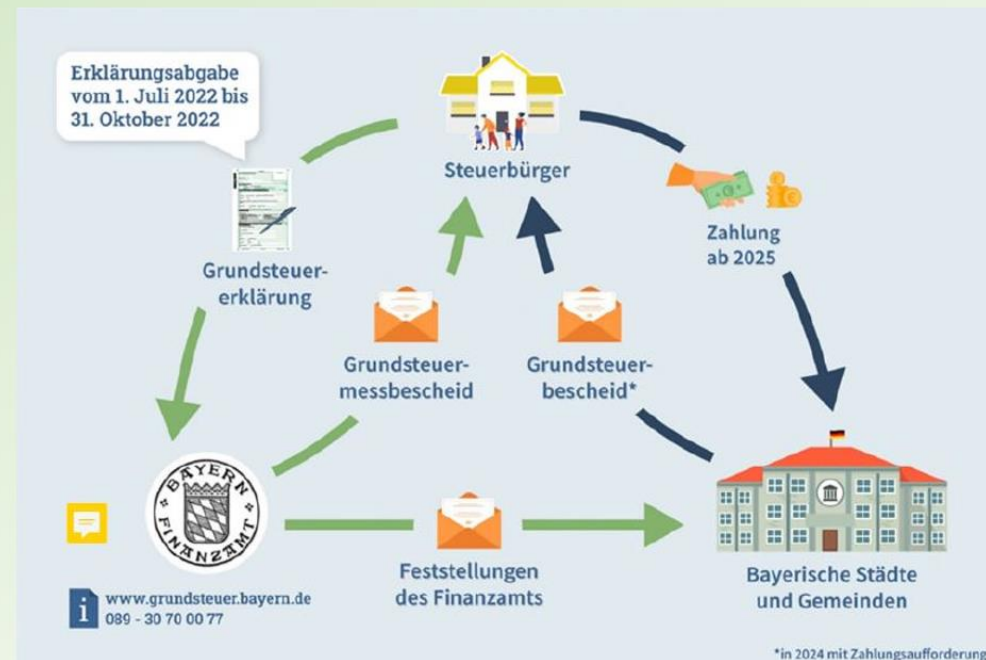 Erklärungsabgabe
vom 1. Juli 2022 bis
31. Oktober 2022
Steuerbürger
Grundsteuer-
erklärung
Zahlung
ab 2025
Grundsteuer-
messbescheid
Grundsteuer-
bescheid*
BAYERN
FINANZAMT
Feststellungen
des Finanzamts
Bayerische Städte
und Gemeinden
i
www.grundsteuer.bayern.de
089 - 30 70 00 77
*in 2024 mit Zahlungsaufforderung